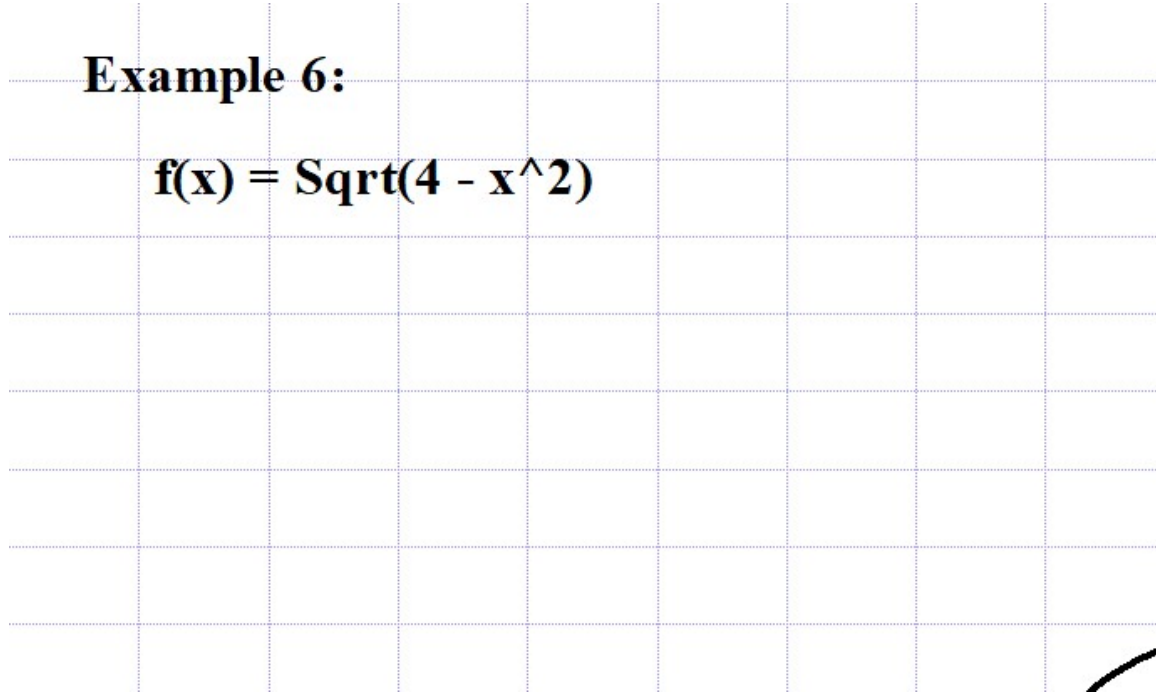 Example 6:
f(x) = Sqrt(4 - x^2)